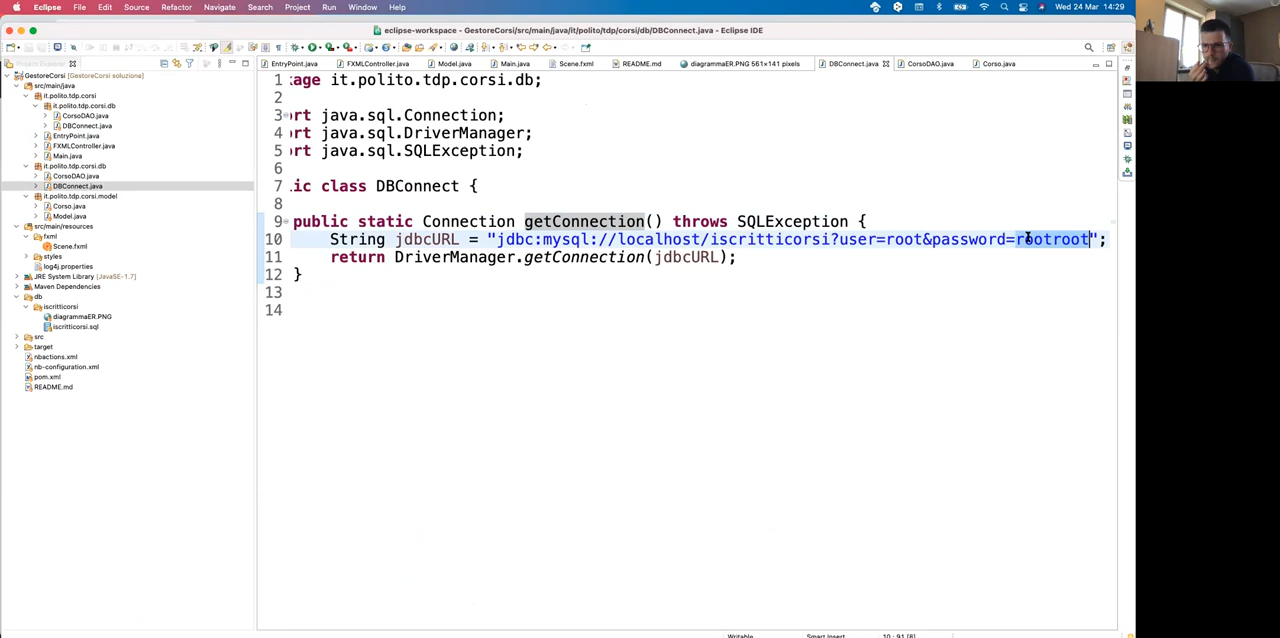 Eclipse File Edit Source Refactor Navigate Search Project Run Window Help Wed 24 Mar 14:29
eclipse-workspace - GestoreCorsi/src/main/java/it/polito/tdp/corsi/db/DBConnect.java - Eclipse IDE
Project Explorer
EntryPoint.java FXMLController.java Model.java Main.java Scene.fxml README.md diagrammaER.PNG 561×141 pixels DBConnect.java CorsoDAO.java Corso.java
GestoreCorsi [GestoreCorsi soluzione]
src/main/java
it.polito.tdp.corsi
it.polito.tdp.corsi.db
CorsoDAO.java
DBConnect.java
EntryPoint.java
FXMLController.java
Main.java
it.polito.tdp.corsi.db
CorsoDAO.java
DBConnect.java
it.polito.tdp.corsi.model
Corso.java
Model.java
src/main/resources
fxml
Scene.fxml
styles
log4j.properties
JRE System Library [JavaSE-1.7]
Maven Dependencies
db
iscritticorsi
diagrammaER.PNG
iscritticorsi.sql
src
target
nbactions.xml
nb-configuration.xml
pom.xml
README.md
1 kage it.polito.tdp.corsi.db;
2
3 rt java.sql.Connection;
4 rt java.sql.DriverManager;
5 rt java.sql.SQLException;
6
7 ic class DBConnect {
8
9 public static Connection getConnection() throws SQLException {
10 String jdbcURL = "jdbc:mysql://localhost/iscritticorsi?user=root&password=rootroot";
11 return DriverManager.getConnection(jdbcURL);
12 }
13
14
Writable Smart Insert 10 : 91 [8]